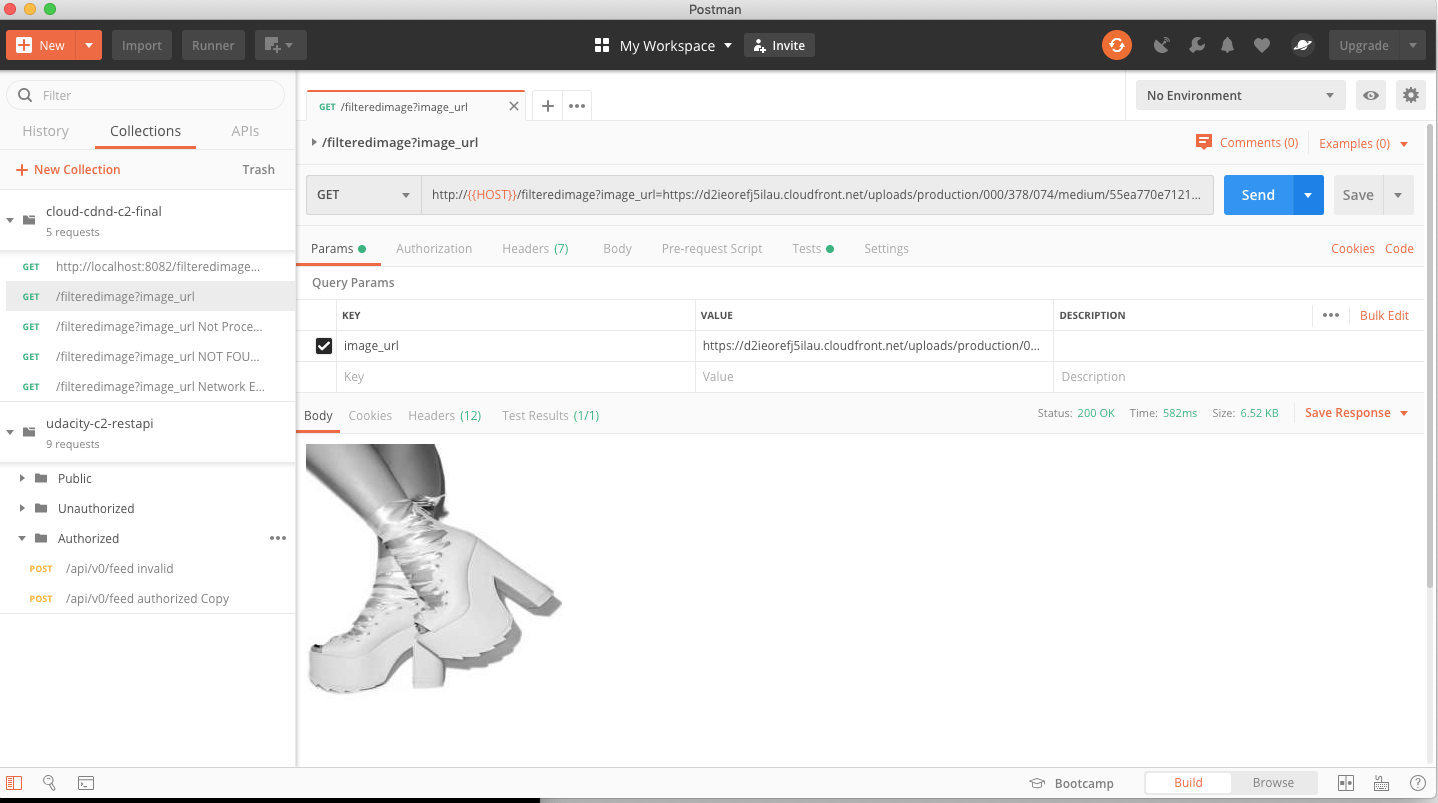 Postman
New Import Runner My Workspace Invite Upgrade
Filter
History Collections APIs
New Collection Trash
cloud-cdnd-c2-final
5 requests
GET http://localhost:8082/filteredimage...
GET /filteredimage?image_url
GET /filteredimage?image_url Not Proce...
GET /filteredimage?image_url NOT FOU...
GET /filteredimage?image_url Network E...
udacity-c2-restapi
9 requests
Public
Unauthorized
Authorized
POST /api/v0/feed invalid
POST /api/v0/feed authorized Copy
GET /filteredimage?image_url
No Environment
/filteredimage?image_url Comments (0) Examples (0)
GET http://{{HOST}}/filteredimage?image_url=https://d2ieorefj5ilau.cloudfront.net/uploads/production/000/378/074/medium/55ea770e7121... Send Save
Params Authorization Headers (7) Body Pre-request Script Tests Settings Cookies Code
Query Params
KEY VALUE DESCRIPTION Bulk Edit
image_url https://d2ieorefj5ilau.cloudfront.net/uploads/production/0...
Key Value Description
Body Cookies Headers (12) Test Results (1/1) Status: 200 OK Time: 582ms Size: 6.52 KB Save Response
Bootcamp Build Browse